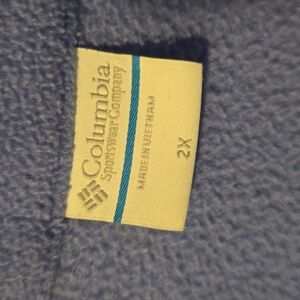 Columbia
Sportswear Company
MADE IN VIETNAM
2X